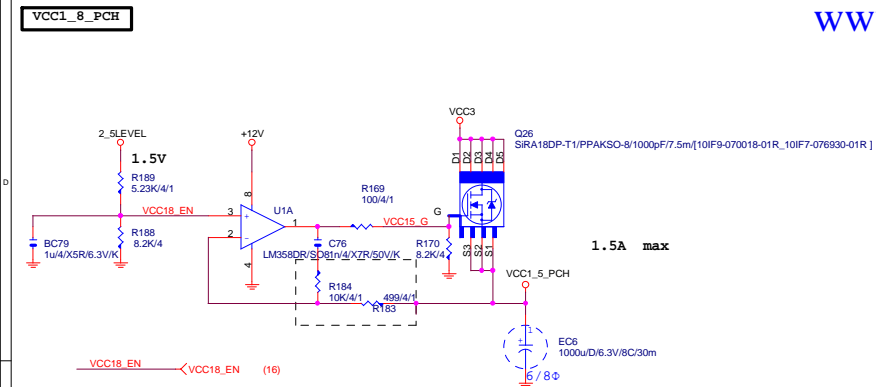 VCC1_8_PCH
WW
VCC3
Q26
SiRA18DP-T1/PPAKSO-8/1000pF/7.5m/[10IF9-070018-01R_10IF7-076930-01R ]
2_5LEVEL
+12V
1.5V
D1
D2
D3
D4
D5
R189
5.23K/4/1
D
R169
100/4/1
8
VCC18_EN
3
U1A
1
VCC15_G
G
2
BC79
1u/4/X5R/6.3V/K
R188
8.2K/4
4
C76
LM358DR/SO81n/4/X7R/50V/K
R170
8.2K/4
S3
S2
S1
1.5A max
R184
10K/4/1
499/4/1
R183
VCC1_5_PCH
1
EC6
1000u/D/6.3V/8C/30m
6/8Φ
VCC18_EN
VCC18_EN (16)